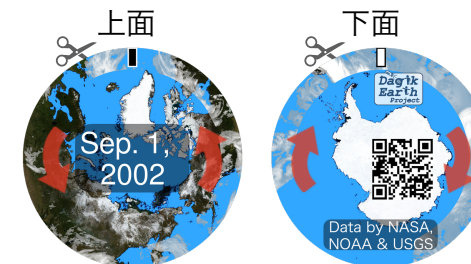 上面
下面
Sep. 1,
2002
Dagik
Earth
Project
Data by NASA,
NOAA & USGS